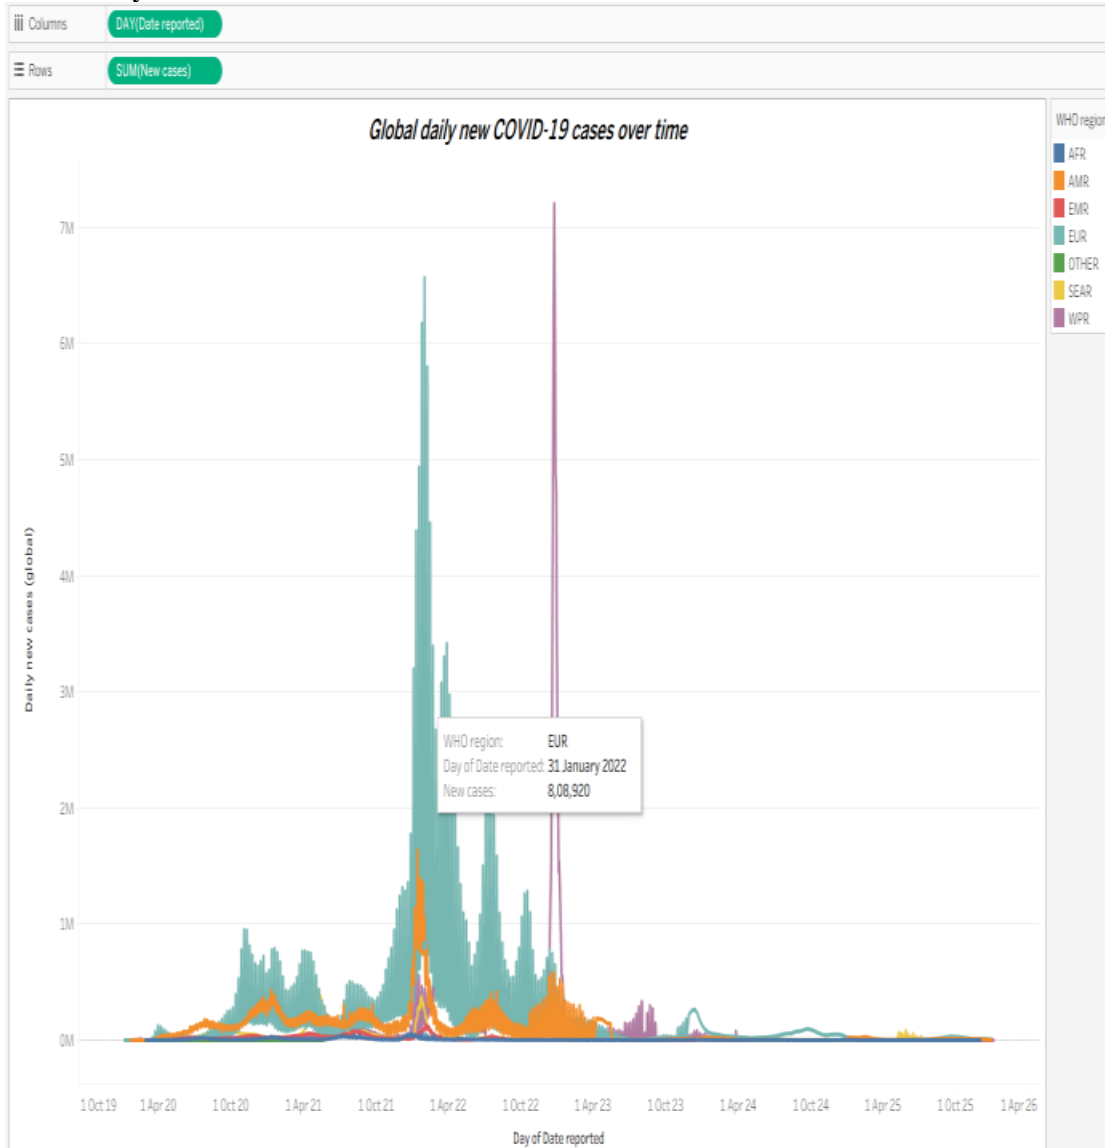 Columns DAY(Date reported)
Rows SUM(New cases)
Global daily new COVID-19 cases over time
WHO region
AFR
AMR
EMR
EUR
OTHER
SEAR
WPR
7M
6M
5M
4M
3M
2M
1M
0M
Daily new cases (global)
WHO region: EUR
Day of Date reported: 31 January 2022
New cases: 8,08,920
1 Oct 19 1 Apr 20 1 Oct 20 1 Apr 21 1 Oct 21 1 Apr 22 1 Oct 22 1 Apr 23 1 Oct 23 1 Apr 24 1 Oct 24 1 Apr 25 1 Oct 25 1 Apr 26
Day of Date reported